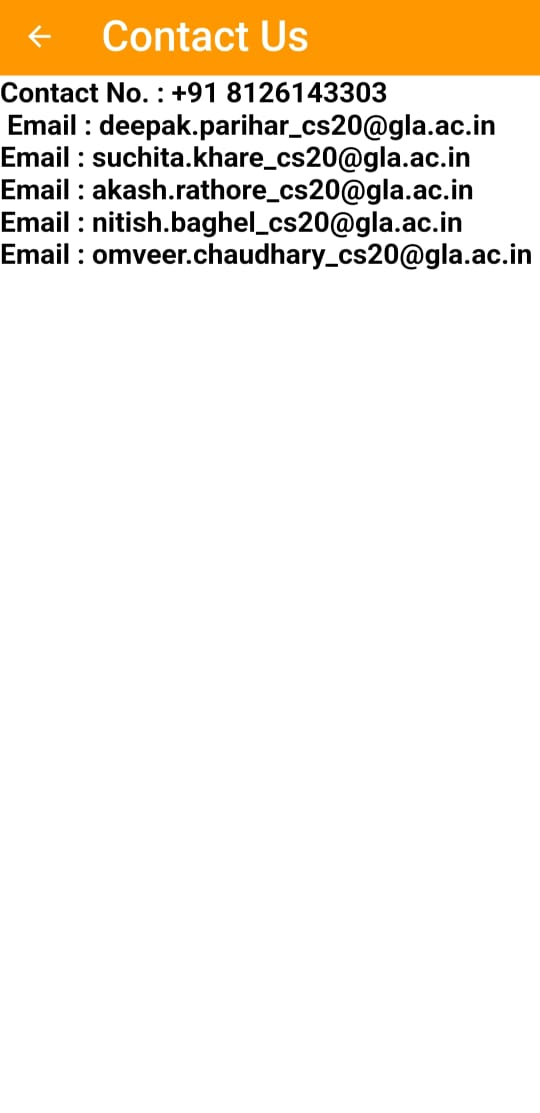 Contact Us
Contact No. : +91 8126143303
Email : deepak.parihar_cs20@gla.ac.in
Email : suchita.khare_cs20@gla.ac.in
Email : akash.rathore_cs20@gla.ac.in
Email : nitish.baghel_cs20@gla.ac.in
Email : omveer.chaudhary_cs20@gla.ac.in